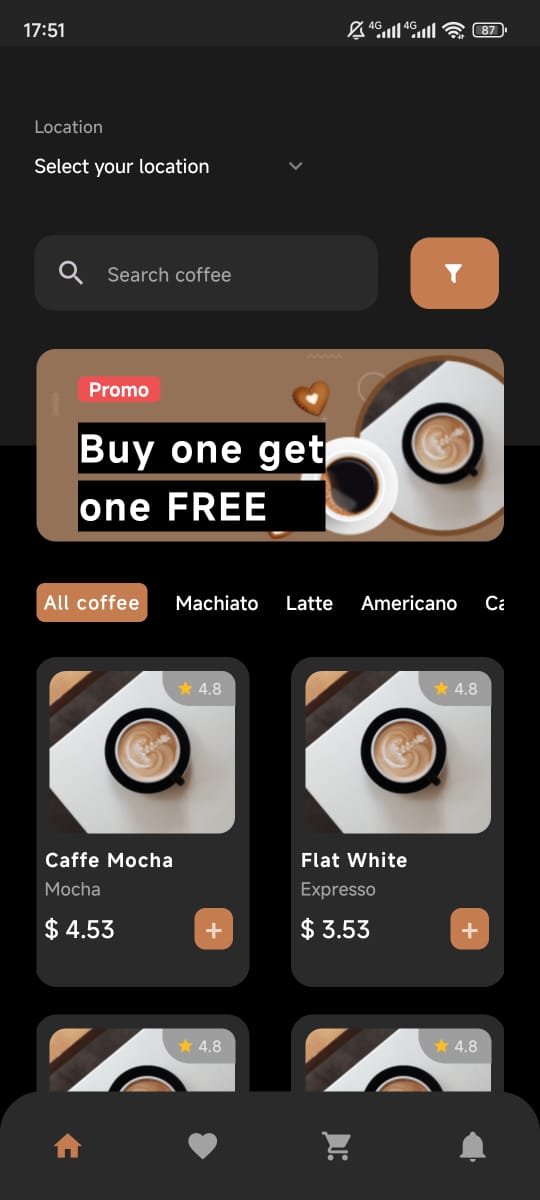 17:51
4G 4G 87
Location
Select your location
Search coffee
Promo
Buy one get
one FREE
All coffee Machiato Latte Americano Ca
4.8 4.8
Caffe Mocha Flat White
Mocha Expresso
$ 4.53 + $ 3.53 +
4.8 4.8